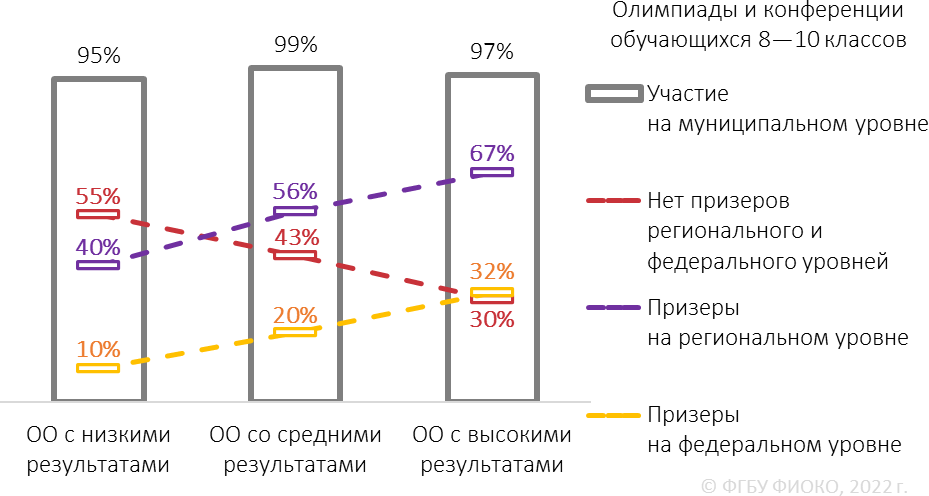 Олимпиады и конференции
обучающихся 8—10 классов
95%
99%
97%
Участие
на муниципальном уровне
55%
40%
10%
56%
43%
20%
67%
32%
30%
Нет призеров
регионального и
федерального уровней
Призеры
на региональном уровне
Призеры
на федеральном уровне
ОО с низкими
результатами
ОО со средними
результатами
ОО с высокими
результатами
© ФГБУ ФИОКО, 2022 г.